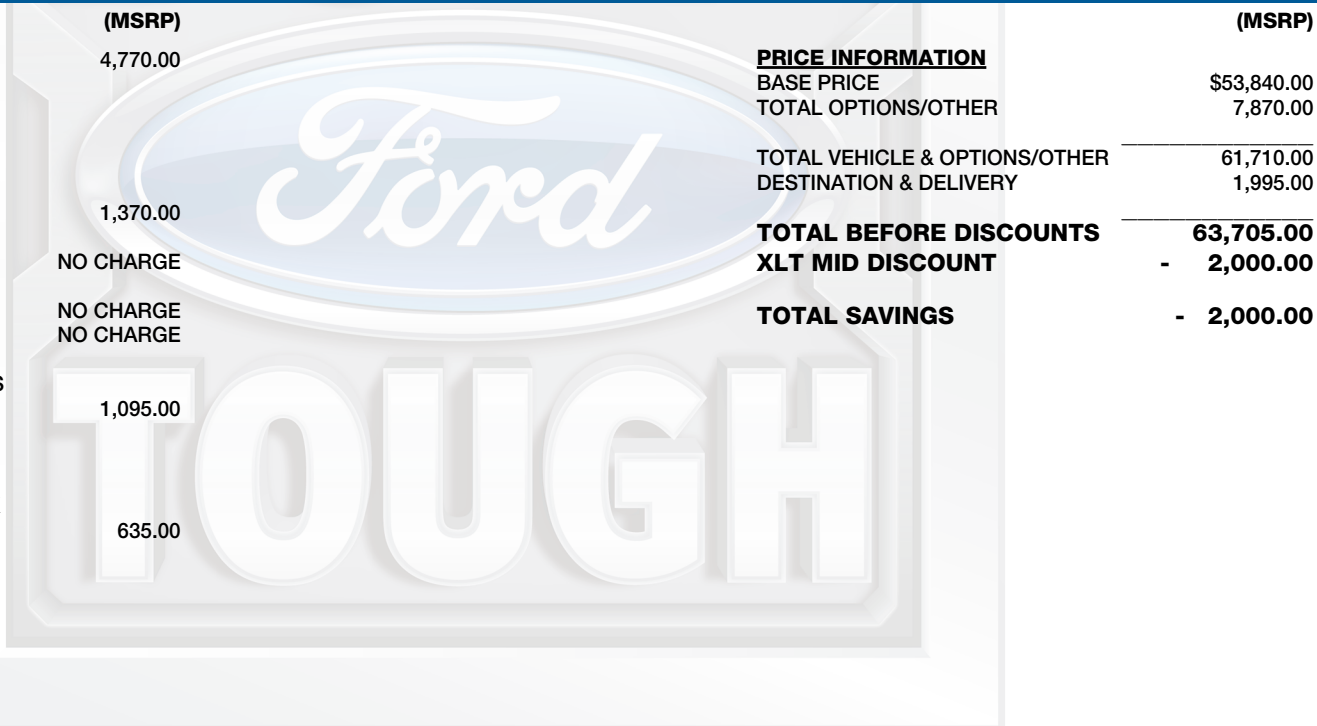 (MSRP)
4,770.00
1,370.00
NO CHARGE
NO CHARGE
NO CHARGE
S
1,095.00
635.00
Ford
TOUGH
(MSRP)
PRICE INFORMATION
BASE PRICE $53,840.00
TOTAL OPTIONS/OTHER 7,870.00
TOTAL VEHICLE & OPTIONS/OTHER 61,710.00
DESTINATION & DELIVERY 1,995.00
TOTAL BEFORE DISCOUNTS 63,705.00
XLT MID DISCOUNT - 2,000.00
TOTAL SAVINGS - 2,000.00